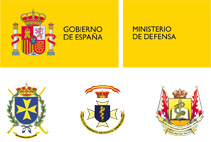 GOBIERNO
DE ESPAÑA
MINISTERIO
DE DEFENSA